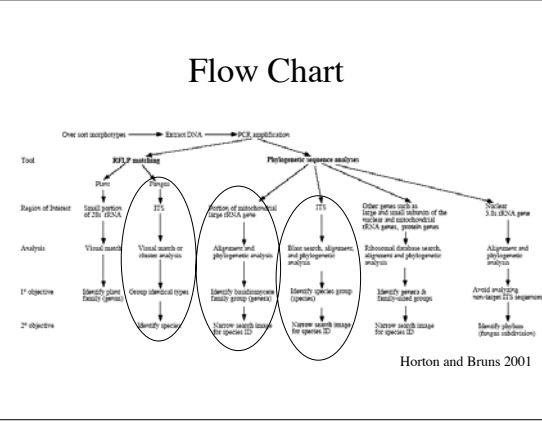 Flow Chart
Over sort morphotypes Extract DNA PCR amplification
Tool RFLP matching Phylogenetic sequence analyses
Plant Fungus
Region of Interest Small portion Portion of mitochondrial ITS Other genes such as Nuclear
of 28s rRNA ITS large rRNA gene large and small subunit of the 5.8s rRNA gene
nuclear and mitochondrial
rRNA genes, protein genes
Analysis Visual match Visual match or Alignment and Blast search, alignment, Ribosomal database search, Alignment and
cluster analysis phylogenetic analysis and phylogenetic alignment and phylogenetic phylogenetic
analysis analysis analysis
1° objective Identify plant Group identical types Identify basidiomycete Identify species group Identify genera & Avoid analyzing
family (genus) family group (genera) (species) family-sized groups non-target ITS sequences
2° objective Identify species Narrow search image Narrow search image Narrow search image Identify phylum
for species ID for species ID for species ID (fungus subdivision)
Horton and Bruns 2001